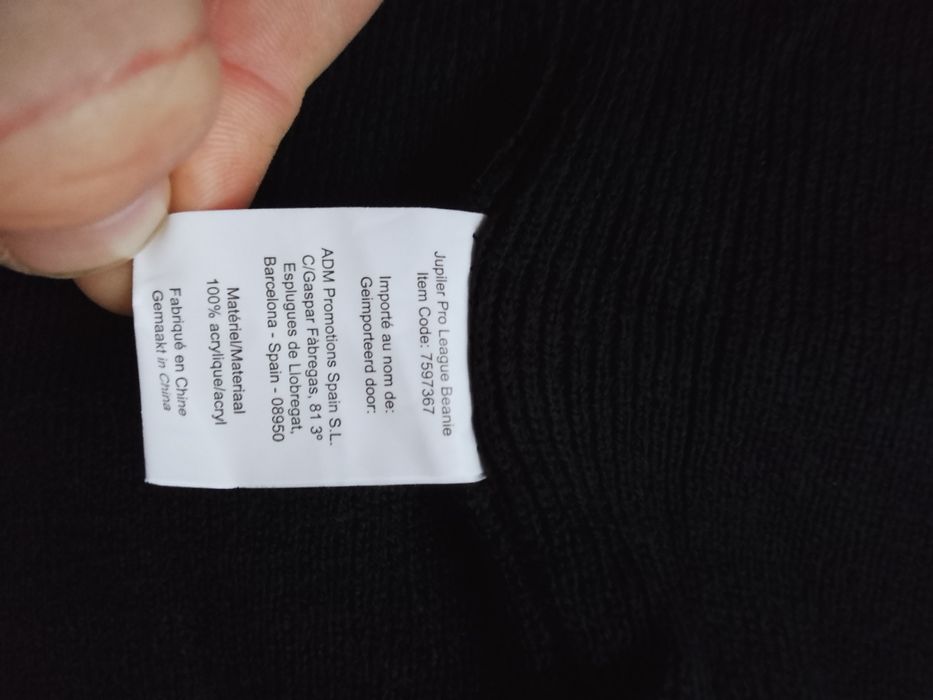 Jupiler Pro League Beanie
Item Code: 7597367
Importé au nom de:
Geïmporteerd door:
ADM Promotions Spain S.L.
C/Gaspar Fàbregas, 81 3º
Esplugues de Llobregat,
Barcelona - Spain - 08950
Matériel/Materiaal
100% acrylique/acryl
Fabriqué en Chine
Gemaakt in China